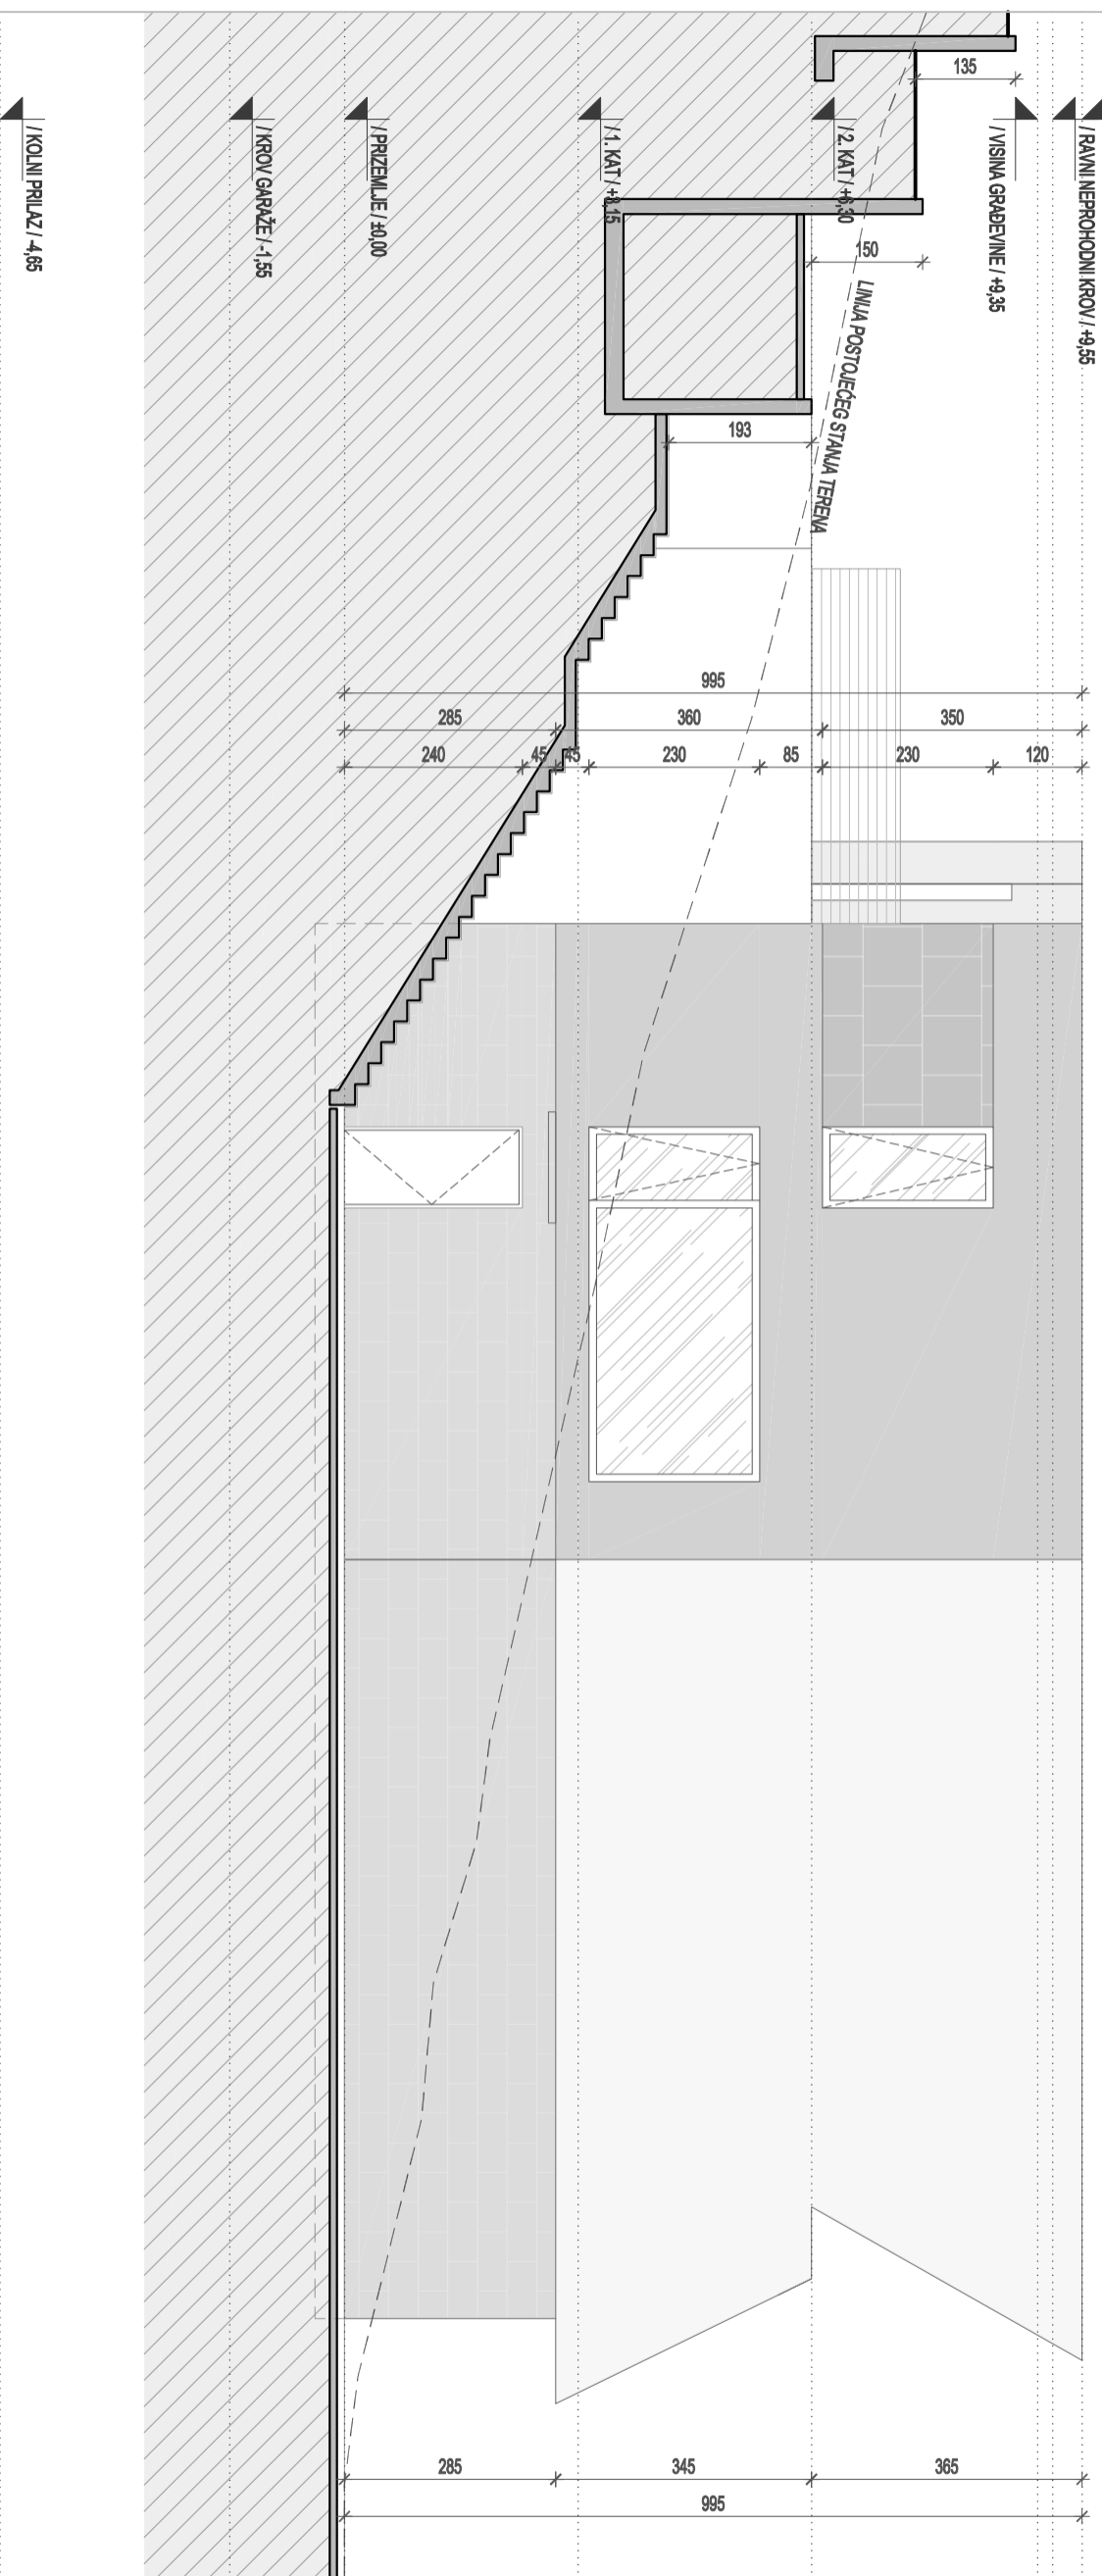 135
/ KOLNI PRILAZ / -4,65
/ KROV GARAŽE / -1,55
/ PRIZEMLJE / ±0,00
/ 1. KAT / +3,15
/ 2. KAT / +6,30
/ VISINA GRAĐEVINE / +9,35
/ RAVNI NEPROHODNI KROV / +9,55
150
LINIJA POSTOJEĆEG STANJA TERENA
193
995
285 360 350
240 45 45 230 85 230 120
285 345 365
995